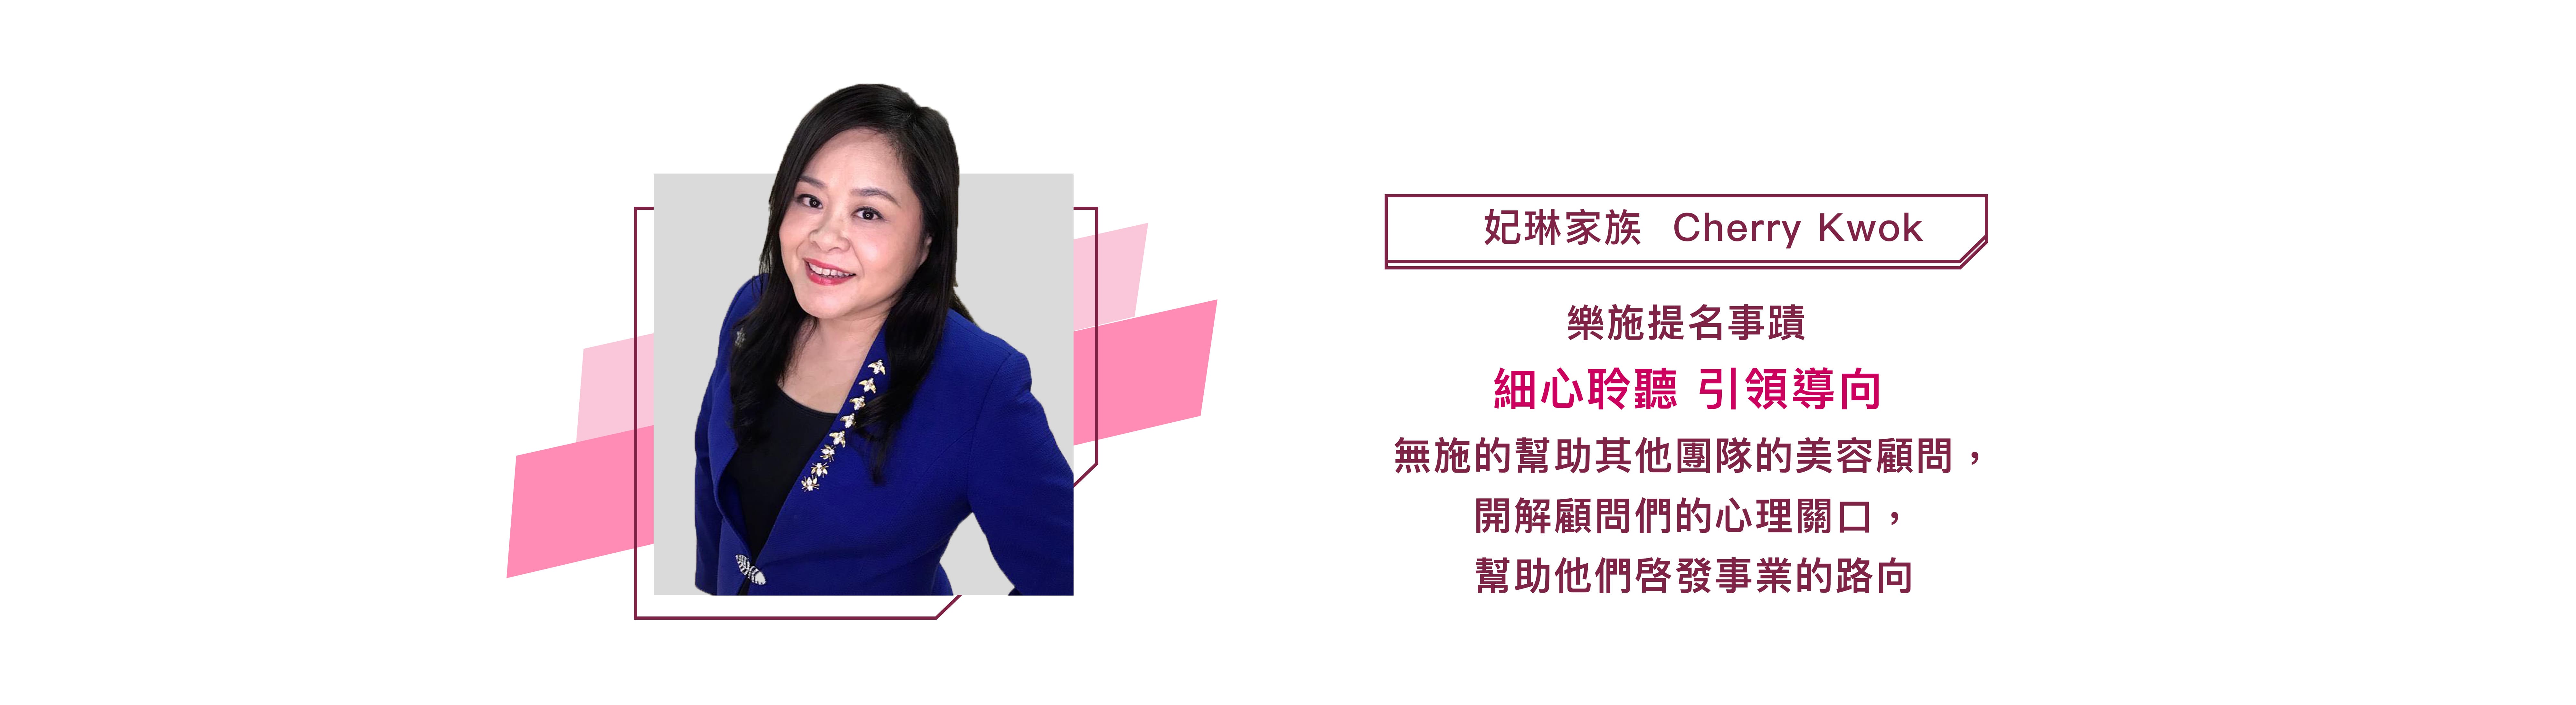 妃琳家族 Cherry Kwok
樂施提名事蹟
細心聆聽 引領導向
無施的幫助其他團隊的美容顧問，
開解顧問們的心理關口，
幫助他們啓發事業的路向